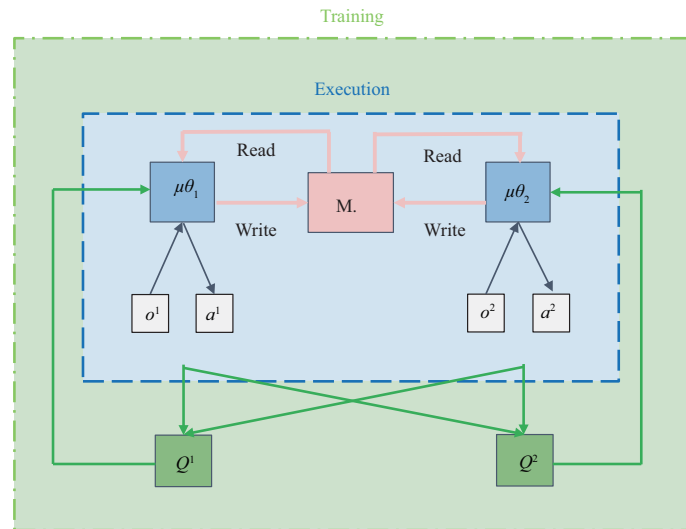 Training
Execution
Read
Read
μθ₁
M.
μθ₂
Write
Write
o¹
a¹
o²
a²
Q¹
Q²